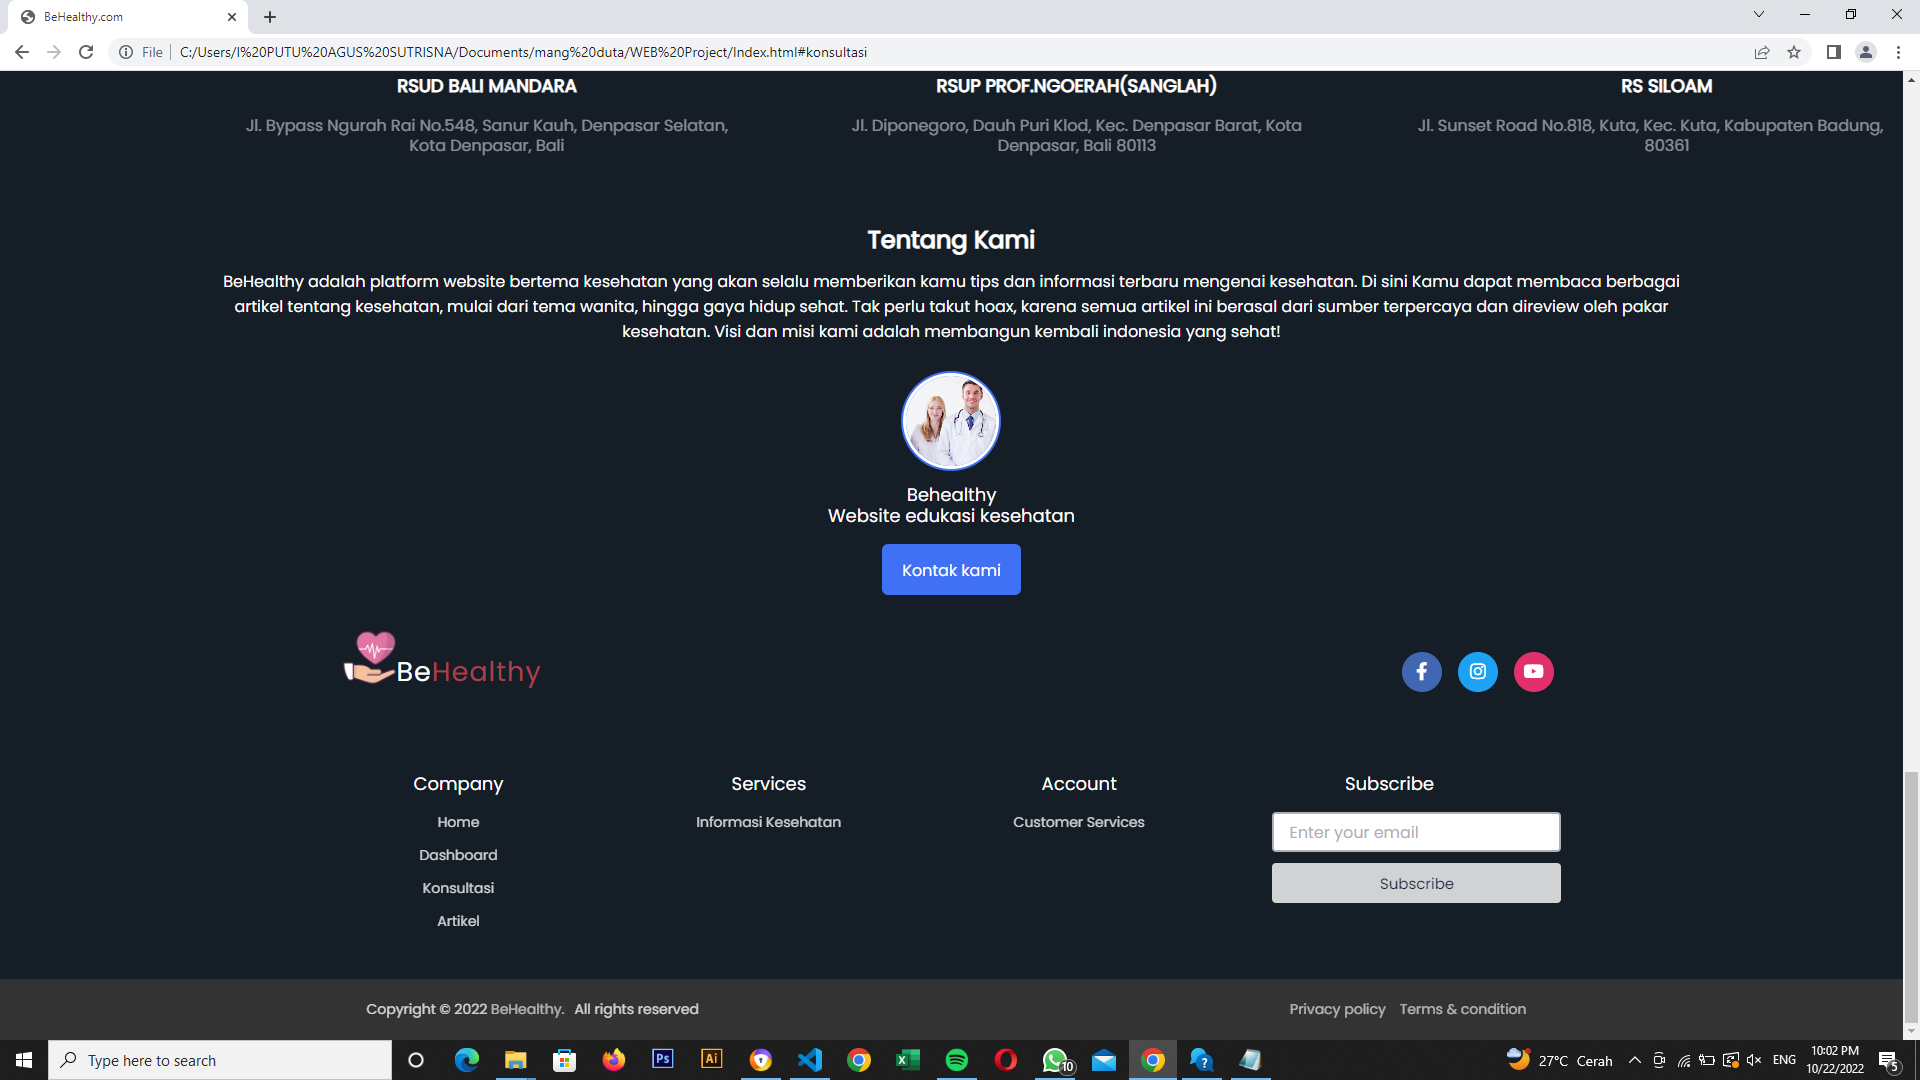 BeHealthy.com
File
C:/Users/I%20PUTU%20AGUS%20SUTRISNA/Documents/mang%20duta/WEB%20Project/Index.html#konsultasi
RSUD BALI MANDARA
Jl. Bypass Ngurah Rai No.548, Sanur Kauh, Denpasar Selatan,
Kota Denpasar, Bali
RSUP PROF.NGOERAH(SANGLAH)
Jl. Diponegoro, Dauh Puri Klod, Kec. Denpasar Barat, Kota
Denpasar, Bali 80113
RS SILOAM
Jl. Sunset Road No.818, Kuta, Kec. Kuta, Kabupaten Badung,
80361
Tentang Kami
BeHealthy adalah platform website bertema kesehatan yang akan selalu memberikan kamu tips dan informasi terbaru mengenai kesehatan. Di sini Kamu dapat membaca berbagai
artikel tentang kesehatan, mulai dari tema wanita, hingga gaya hidup sehat. Tak perlu takut hoax, karena semua artikel ini berasal dari sumber terpercaya dan direview oleh pakar
kesehatan. Visi dan misi kami adalah membangun kembali indonesia yang sehat!
Behealthy
Website edukasi kesehatan
Kontak kami
BeHealthy
Company
Home
Dashboard
Konsultasi
Artikel
Services
Informasi Kesehatan
Account
Customer Services
Subscribe
Enter your email
Subscribe
Copyright © 2022 BeHealthy. All rights reserved
Privacy policy Terms & condition
Type here to search
Ps
Ai
10
27°C Cerah
ENG
10:02 PM
10/22/2022
5